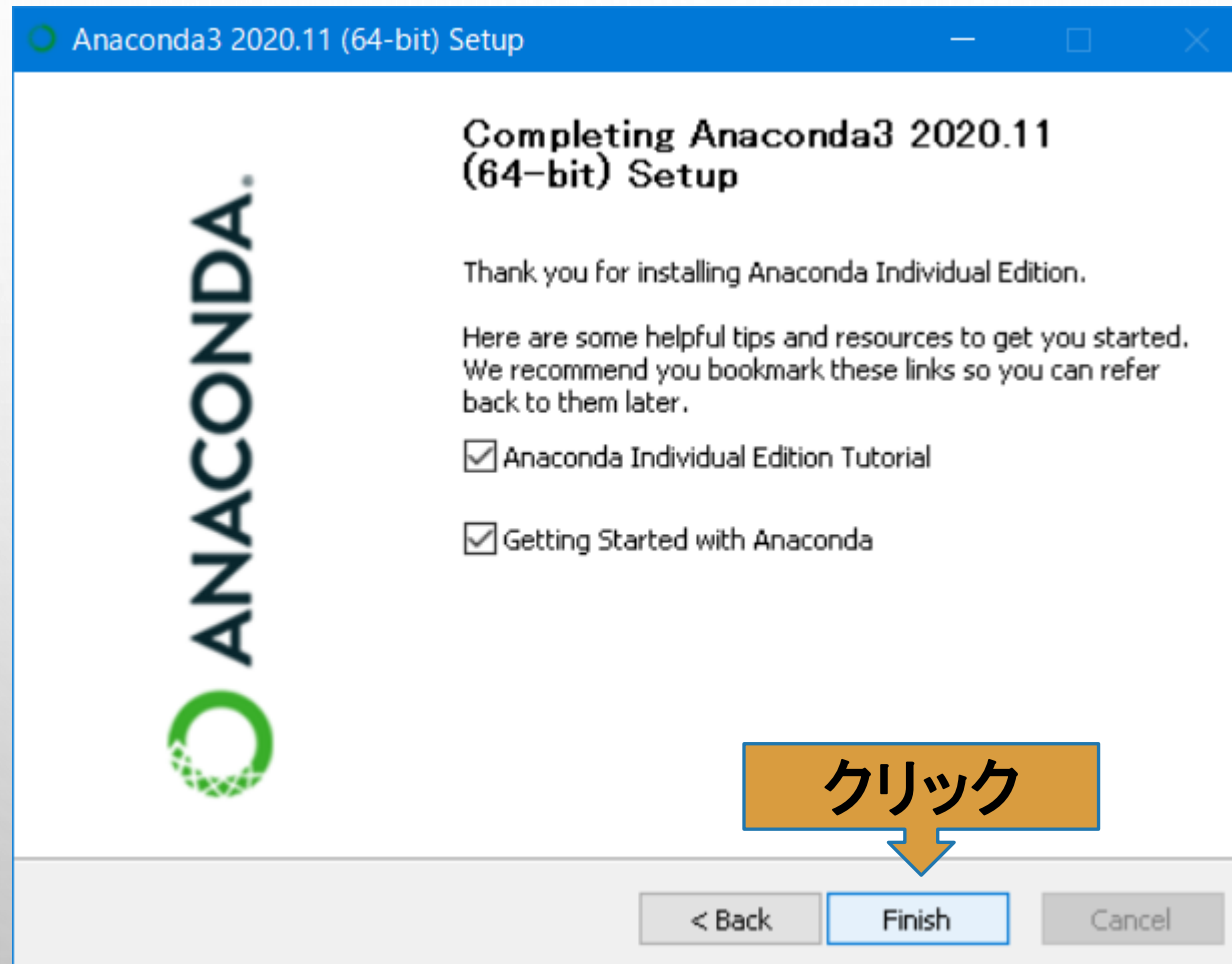 Anaconda3 2020.11 (64-bit) Setup
Completing Anaconda3 2020.11
(64-bit) Setup
ANACONDA.
Thank you for installing Anaconda Individual Edition.
Here are some helpful tips and resources to get you started.
We recommend you bookmark these links so you can refer
back to them later.
Anaconda Individual Edition Tutorial
Getting Started with Anaconda
クリック
< Back
Finish
Cancel